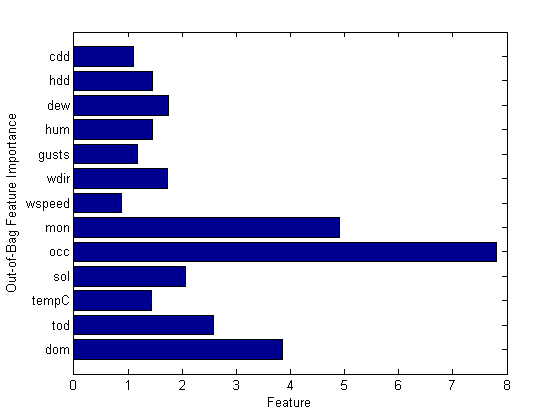 Out-of-Bag Feature Importance
cdd
hdd
dew
hum
gusts
wdir
wspeed
mon
occ
sol
tempC
tod
dom
0 1 2 3 4 5 6 7 8
Feature